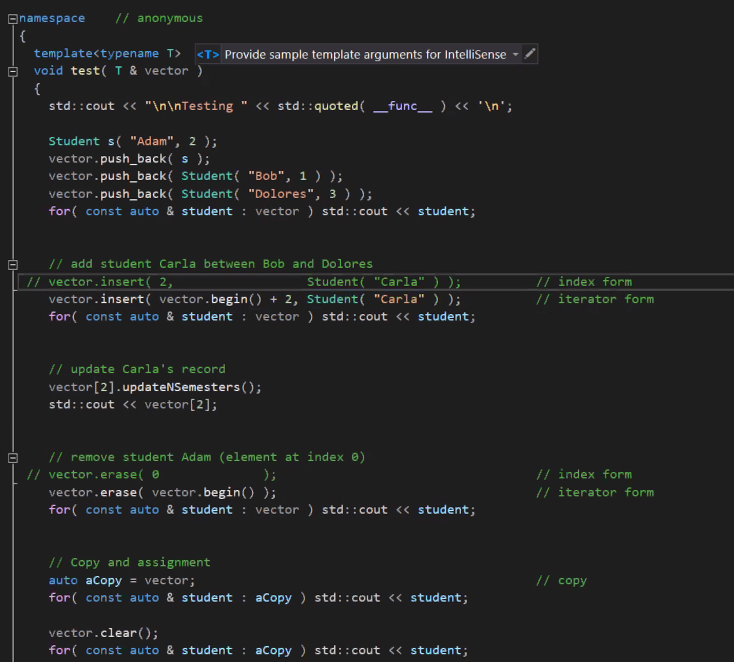 namespace    // anonymous
{
  template<typename T>  <T> Provide sample template arguments for IntelliSense
  void test( T & vector )
  {
    std::cout << "\n\nTesting " << std::quoted( __func__ ) << '\n';

    Student s( "Adam", 2 );
    vector.push_back( s );
    vector.push_back( Student( "Bob", 1 ) );
    vector.push_back( Student( "Dolores", 3 ) );
    for( const auto & student : vector ) std::cout << student;


    // add student Carla between Bob and Dolores
 // vector.insert( 2,                  Student( "Carla" ) );          // index form
    vector.insert( vector.begin() + 2, Student( "Carla" ) );          // iterator form
    for( const auto & student : vector ) std::cout << student;


    // update Carla's record
    vector[2].updateNSemesters();
    std::cout << vector[2];


    // remove student Adam (element at index 0)
 // vector.erase( 0              );                                   // index form
    vector.erase( vector.begin() );                                   // iterator form
    for( const auto & student : vector ) std::cout << student;


    // Copy and assignment
    auto aCopy = vector;                                              // copy
    for( const auto & student : aCopy ) std::cout << student;

    vector.clear();
    for( const auto & student : aCopy ) std::cout << student;